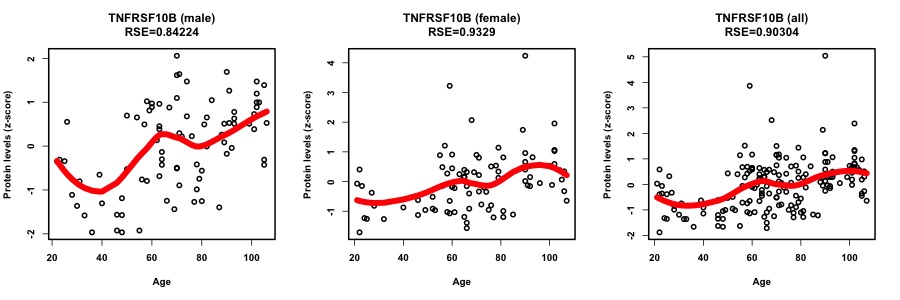 TNFRSF10B (male)
RSE=0.84224
Protein levels (z-score)
2
1
0
-1
-2
20 40 60 80 100
Age
TNFRSF10B (female)
RSE=0.9329
Protein levels (z-score)
4
3
2
1
0
-1
20 40 60 80 100
Age
TNFRSF10B (all)
RSE=0.90304
Protein levels (z-score)
5
4
3
2
1
0
-1
-2
20 40 60 80 100
Age